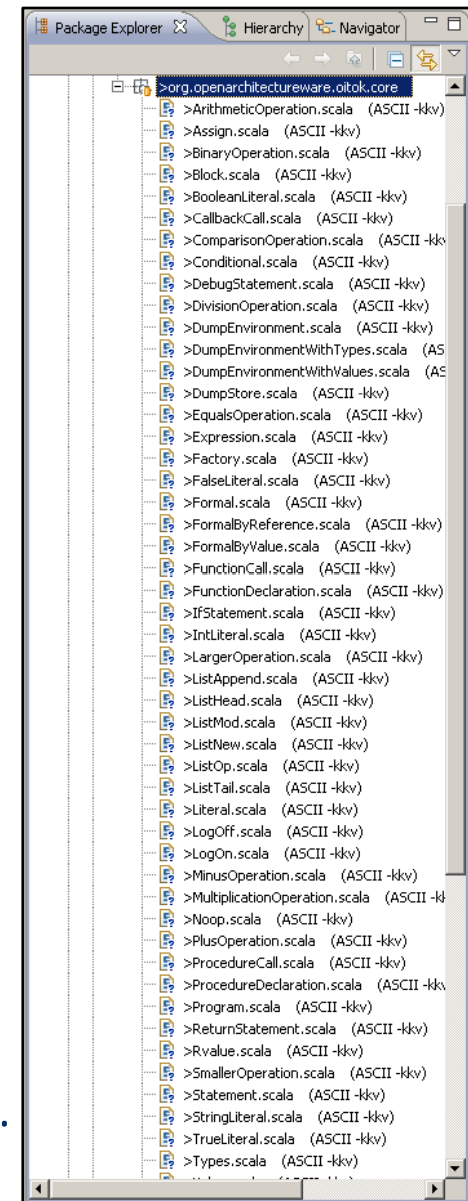 Package Explorer Hierarchy Navigator
>org.openarchitectureware.oitok.core
>ArithmeticOperation.scala (ASCII -kkv)
>Assign.scala (ASCII -kkv)
>BinaryOperation.scala (ASCII -kkv)
>Block.scala (ASCII -kkv)
>BooleanLiteral.scala (ASCII -kkv)
>CallbackCall.scala (ASCII -kkv)
>ComparisonOperation.scala (ASCII -kkv
>Conditional.scala (ASCII -kkv)
>DebugStatement.scala (ASCII -kkv)
>DivisionOperation.scala (ASCII -kkv)
>DumpEnvironment.scala (ASCII -kkv)
>DumpEnvironmentWithTypes.scala (AS
>DumpEnvironmentWithValues.scala (AS
>DumpStore.scala (ASCII -kkv)
>EqualsOperation.scala (ASCII -kkv)
>Expression.scala (ASCII -kkv)
>Factory.scala (ASCII -kkv)
>FalseLiteral.scala (ASCII -kkv)
>Formal.scala (ASCII -kkv)
>FormalByReference.scala (ASCII -kkv)
>FormalByValue.scala (ASCII -kkv)
>FunctionCall.scala (ASCII -kkv)
>FunctionDeclaration.scala (ASCII -kkv)
>IfStatement.scala (ASCII -kkv)
>IntLiteral.scala (ASCII -kkv)
>LargerOperation.scala (ASCII -kkv)
>ListAppend.scala (ASCII -kkv)
>ListHead.scala (ASCII -kkv)
>ListMod.scala (ASCII -kkv)
>ListNew.scala (ASCII -kkv)
>ListOp.scala (ASCII -kkv)
>ListTail.scala (ASCII -kkv)
>Literal.scala (ASCII -kkv)
>LogOff.scala (ASCII -kkv)
>LogOn.scala (ASCII -kkv)
>MinusOperation.scala (ASCII -kkv)
>MultiplicationOperation.scala (ASCII -kk
>Noop.scala (ASCII -kkv)
>PlusOperation.scala (ASCII -kkv)
>ProcedureCall.scala (ASCII -kkv)
>ProcedureDeclaration.scala (ASCII -kkv
>Program.scala (ASCII -kkv)
>ReturnStatement.scala (ASCII -kkv)
>Rvalue.scala (ASCII -kkv)
>SmallerOperation.scala (ASCII -kkv)
>Statement.scala (ASCII -kkv)
>StringLiteral.scala (ASCII -kkv)
>TrueLiteral.scala (ASCII -kkv)
>Types.scala (ASCII -kkv)